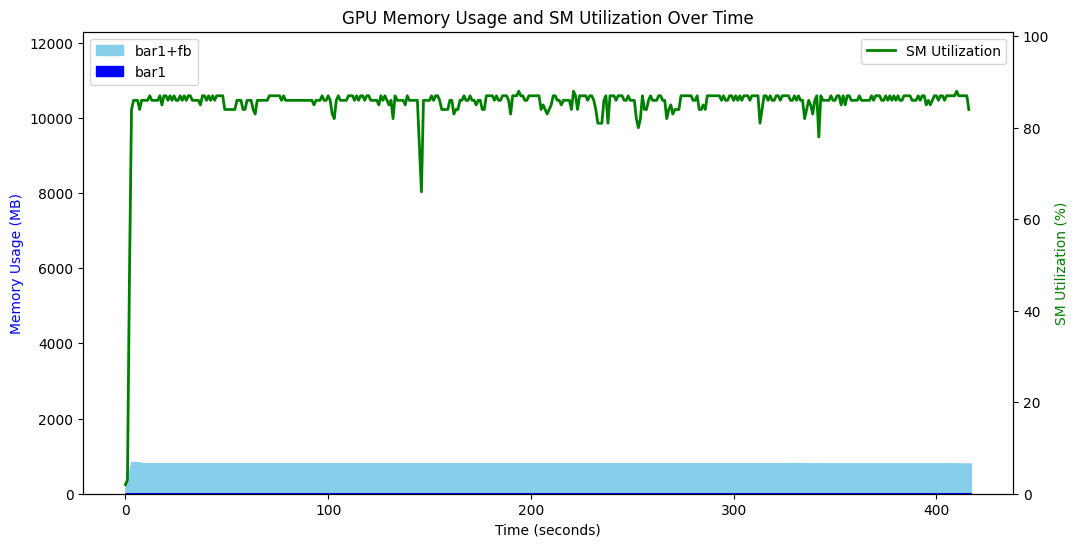 GPU Memory Usage and SM Utilization Over Time
bar1+fb
bar1
SM Utilization
12000
10000
8000
6000
4000
2000
0
Memory Usage (MB)
100
80
60
40
20
0
SM Utilization (%)
0 100 200 300 400
Time (seconds)